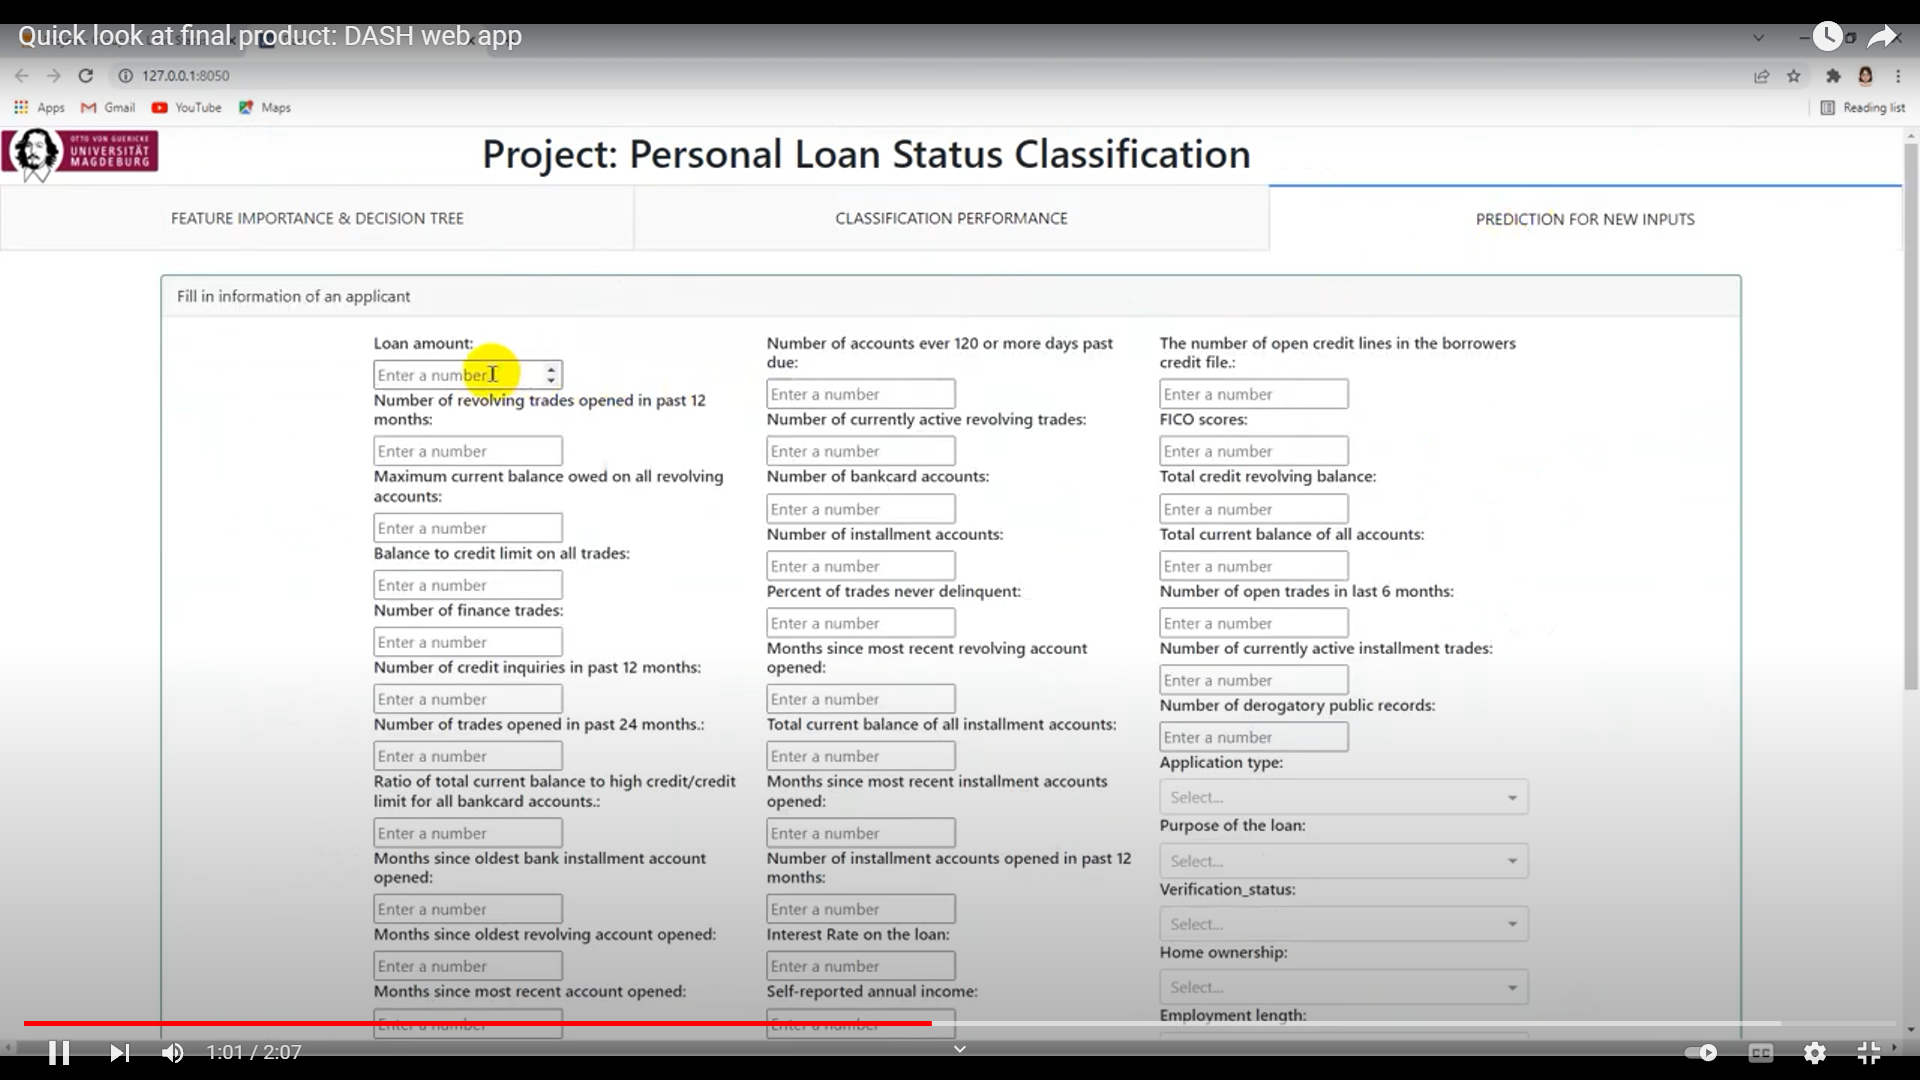 Quick look at final product: DASH web app
127.0.0.1:8050
Apps
Gmail
YouTube
Maps
Reading list
OTTO VON GUERICKE
UNIVERSITÄT
MAGDEBURG
Project: Personal Loan Status Classification
FEATURE IMPORTANCE & DECISION TREE
CLASSIFICATION PERFORMANCE
PREDICTION FOR NEW INPUTS
Fill in information of an applicant
Loan amount:
Enter a number
Number of revolving trades opened in past 12
months:
Enter a number
Maximum current balance owed on all revolving
accounts:
Enter a number
Balance to credit limit on all trades:
Enter a number
Number of finance trades:
Enter a number
Number of credit inquiries in past 12 months:
Enter a number
Number of trades opened in past 24 months.:
Enter a number
Ratio of total current balance to high credit/credit
limit for all bankcard accounts.:
Enter a number
Months since oldest bank installment account
opened:
Enter a number
Months since oldest revolving account opened:
Enter a number
Months since most recent account opened:
Enter a number
Number of accounts ever 120 or more days past
due:
Enter a number
Number of currently active revolving trades:
Enter a number
Number of bankcard accounts:
Enter a number
Number of installment accounts:
Enter a number
Percent of trades never delinquent:
Enter a number
Months since most recent revolving account
opened:
Enter a number
Total current balance of all installment accounts:
Enter a number
Months since most recent installment accounts
opened:
Enter a number
Number of installment accounts opened in past 12
months:
Enter a number
Interest Rate on the loan:
Enter a number
Self-reported annual income:
Enter a number
The number of open credit lines in the borrowers
credit file.:
Enter a number
FICO scores:
Enter a number
Total credit revolving balance:
Enter a number
Total current balance of all accounts:
Enter a number
Number of open trades in last 6 months:
Enter a number
Number of currently active installment trades:
Enter a number
Number of derogatory public records:
Enter a number
Application type:
Select...
Purpose of the loan:
Select...
Verification_status:
Select...
Home ownership:
Select...
Employment length:
1:01 / 2:07
CC